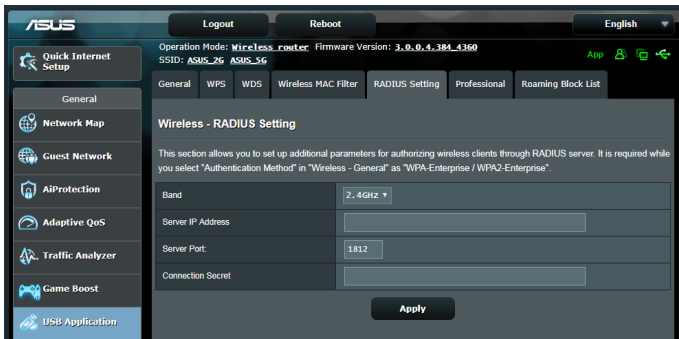 ASUS
Logout
Reboot
English
Quick Internet
Setup
Operation Mode: Wireless router Firmware Version: 3.0.0.4.384_4360
SSID: ASUS_2G ASUS_5G
App
General
WPS
WDS
Wireless MAC Filter
RADIUS Setting
Professional
Roaming Block List
General
Network Map
Guest Network
AiProtection
Adaptive QoS
Traffic Analyzer
Game Boost
USB Application
Wireless - RADIUS Setting
This section allows you to set up additional parameters for authorizing wireless clients through RADIUS server. It is required while
you select "Authentication Method" in "Wireless - General" as "WPA-Enterprise / WPA2-Enterprise".
Band
2.4GHz
Server IP Address
Server Port:
1812
Connection Secret
Apply